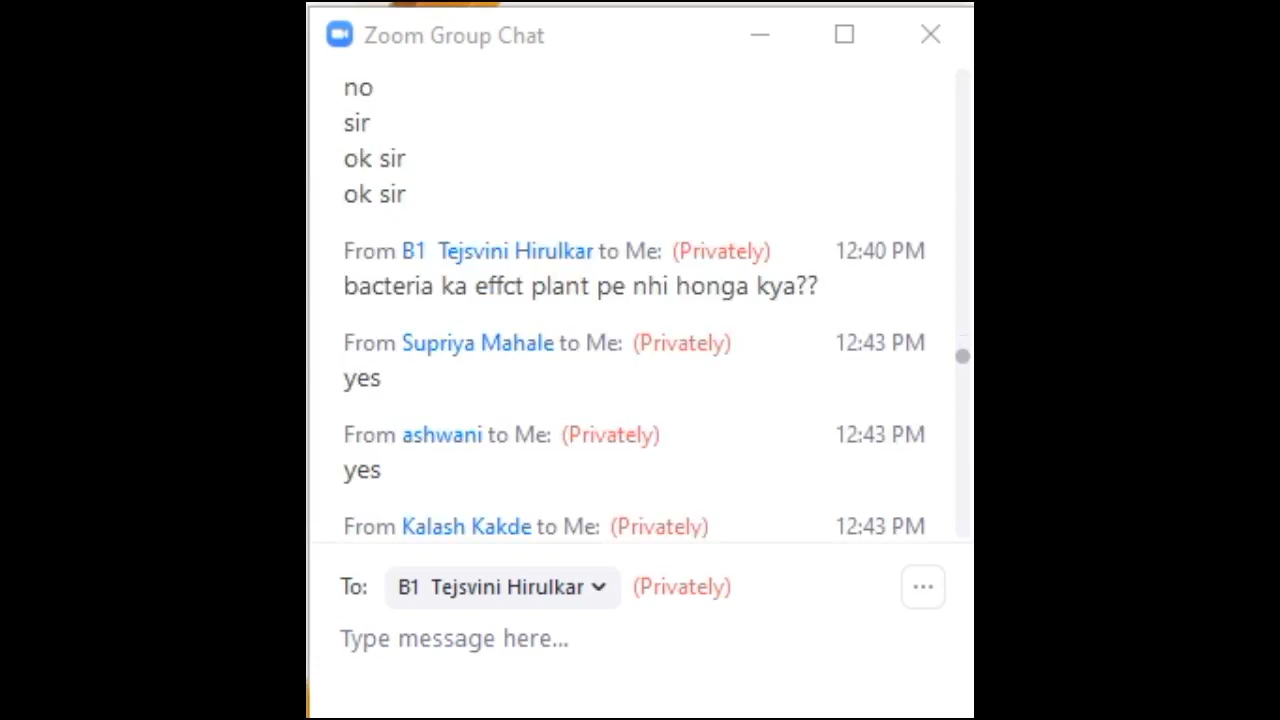 Zoom Group Chat
no
sir
ok sir
ok sir
From B1 Tejsvini Hirulkar to Me: (Privately) 12:40 PM
bacteria ka effct plant pe nhi honga kya??
From Supriya Mahale to Me: (Privately) 12:43 PM
yes
From ashwani to Me: (Privately) 12:43 PM
yes
From Kalash Kakde to Me: (Privately) 12:43 PM
To: B1 Tejsvini Hirulkar (Privately)
Type message here...